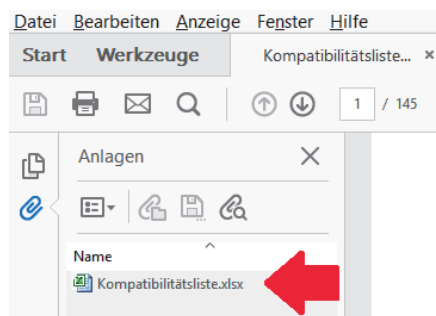 Datei Bearbeiten Anzeige Fenster Hilfe
Start Werkzeuge Kompatibilitätsliste... ×
1 / 145
Anlagen
Name
Kompatibilitätsliste.xlsx